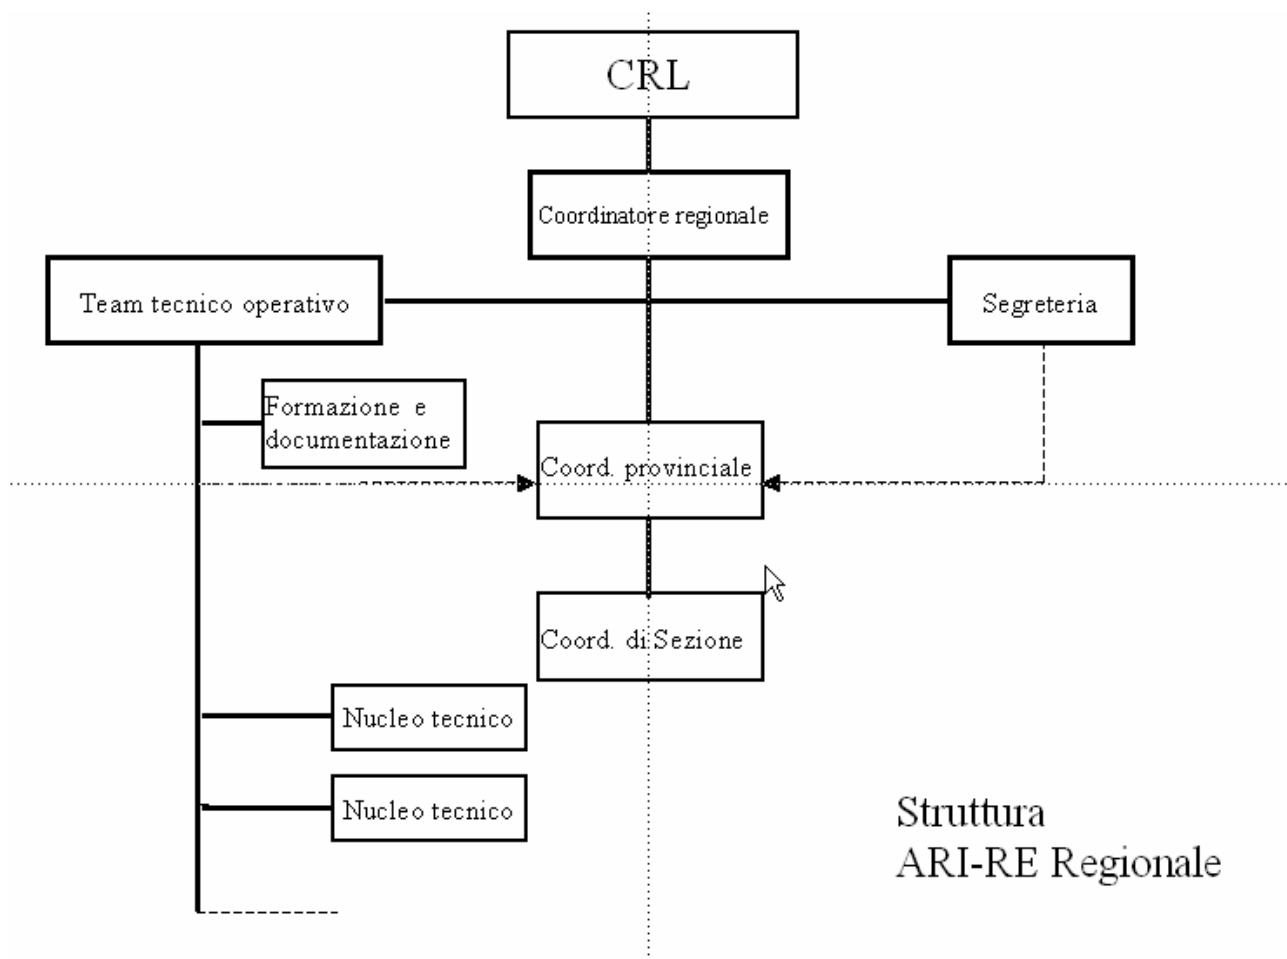 CRL
Coordinatore regionale
Team tecnico operativo
Segreteria
Formazione e
documentazione
Coord. provinciale
Coord. di Sezione
Nucleo tecnico
Nucleo tecnico
Struttura
ARI-RE Regionale